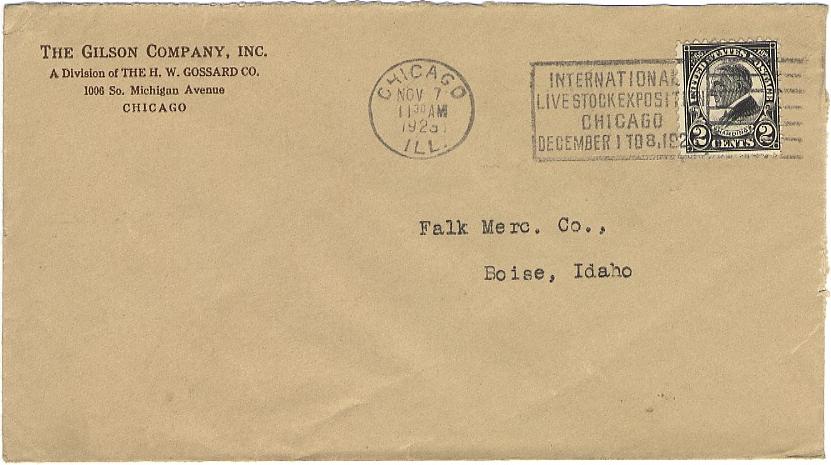 THE GILSON COMPANY, INC.
A Division of THE H. W. GOSSARD CO.
1006 So. Michigan Avenue
CHICAGO
CHICAGO
NOV 7
11 30 AM
1923
ILL.
INTERNATIONAL
LIVE STOCK EXPOSIT
CHICAGO
DECEMBER 1 TO 8, 192
UNITED STATES POSTAGE
HARDING
2 CENTS 2
Falk Merc. Co.,
Boise, Idaho